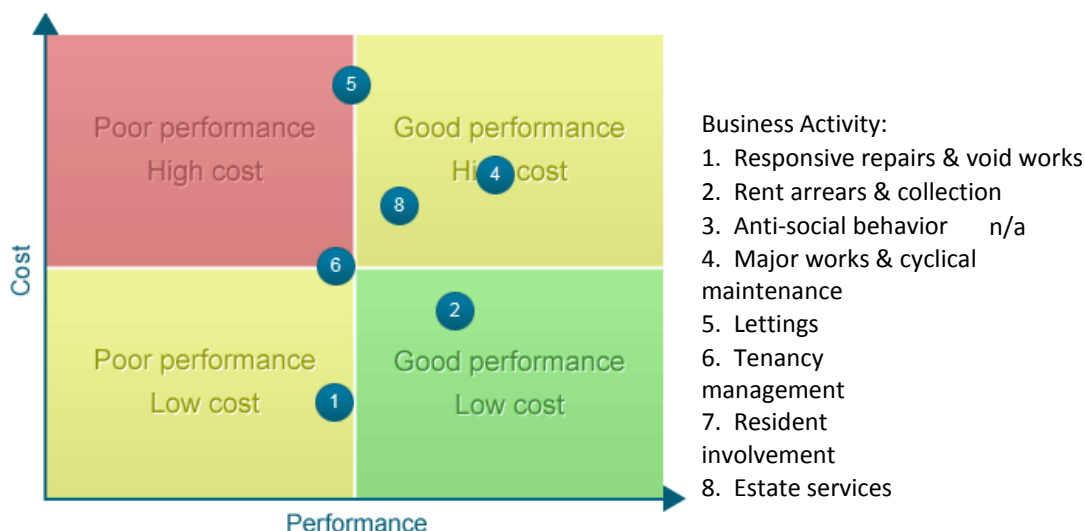 Cost
Poor performance
High cost
Good performance
High cost
Poor performance
Low cost
Good performance
Low cost
5
4
8
6
2
1
Performance
Business Activity:
1. Responsive repairs & void works
2. Rent arrears & collection
3. Anti-social behavior n/a
4. Major works & cyclical
maintenance
5. Lettings
6. Tenancy
management
7. Resident
involvement
8. Estate services